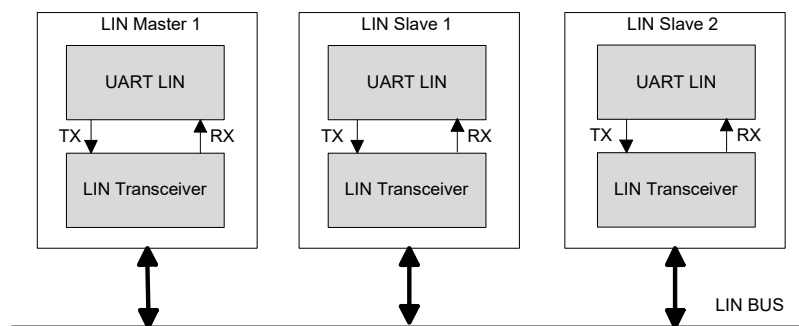 LIN Master 1
LIN Slave 1
LIN Slave 2
UART LIN
UART LIN
UART LIN
TX
RX
TX
RX
TX
RX
LIN Transceiver
LIN Transceiver
LIN Transceiver
LIN BUS